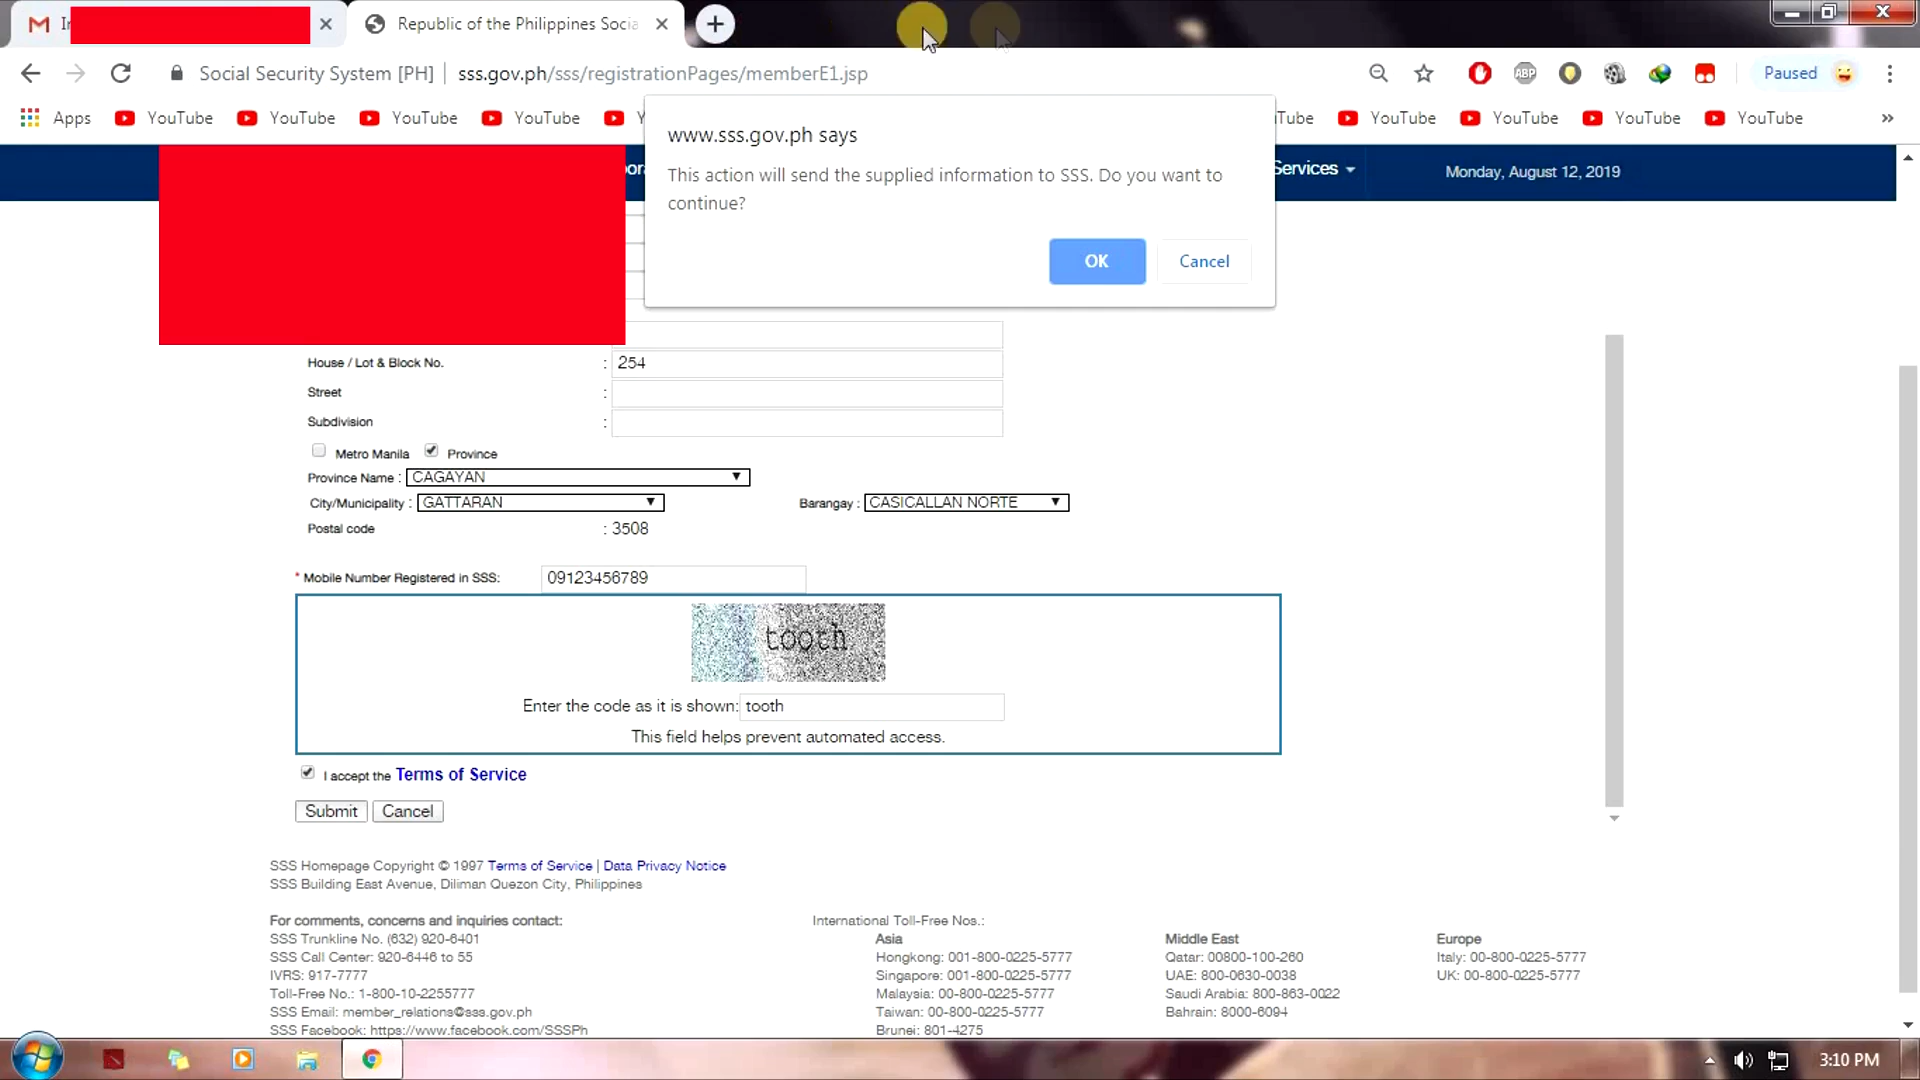 Republic of the Philippines Socia
Social Security System [PH] | sss.gov.ph/sss/registrationPages/memberE1.jsp
Paused
Apps YouTube YouTube YouTube YouTube Y Tube YouTube YouTube YouTube YouTube »
www.sss.gov.ph says
This action will send the supplied information to SSS. Do you want to
continue?
OK Cancel
Services
Monday, August 12, 2019
House / Lot & Block No. : 254
Street :
Subdivision :
Metro Manila Province
Province Name : CAGAYAN
City/Municipality : GATTARAN Barangay : CASICALLAN NORTE
Postal code : 3508
* Mobile Number Registered in SSS: 09123456789
tooth
Enter the code as it is shown: tooth
This field helps prevent automated access.
I accept the Terms of Service
Submit Cancel
SSS Homepage Copyright © 1997 Terms of Service | Data Privacy Notice
SSS Building East Avenue, Diliman Quezon City, Philippines
For comments, concerns and inquiries contact:
SSS Trunkline No. (632) 920-6401
SSS Call Center: 920-6446 to 55
IVRS: 917-7777
Toll-Free No.: 1-800-10-2255777
SSS Email: member_relations@sss.gov.ph
SSS Facebook: https://www.facebook.com/SSSPh
International Toll-Free Nos.:
Asia
Hongkong: 001-800-0225-5777
Singapore: 001-800-0225-5777
Malaysia: 00-800-0225-5777
Taiwan: 00-800-0225-5777
Brunei: 801-4275
Middle East
Qatar: 00800-100-260
UAE: 800-0630-0038
Saudi Arabia: 800-863-0022
Bahrain: 8000-6094
Europe
Italy: 00-800-0225-5777
UK: 00-800-0225-5777
3:10 PM